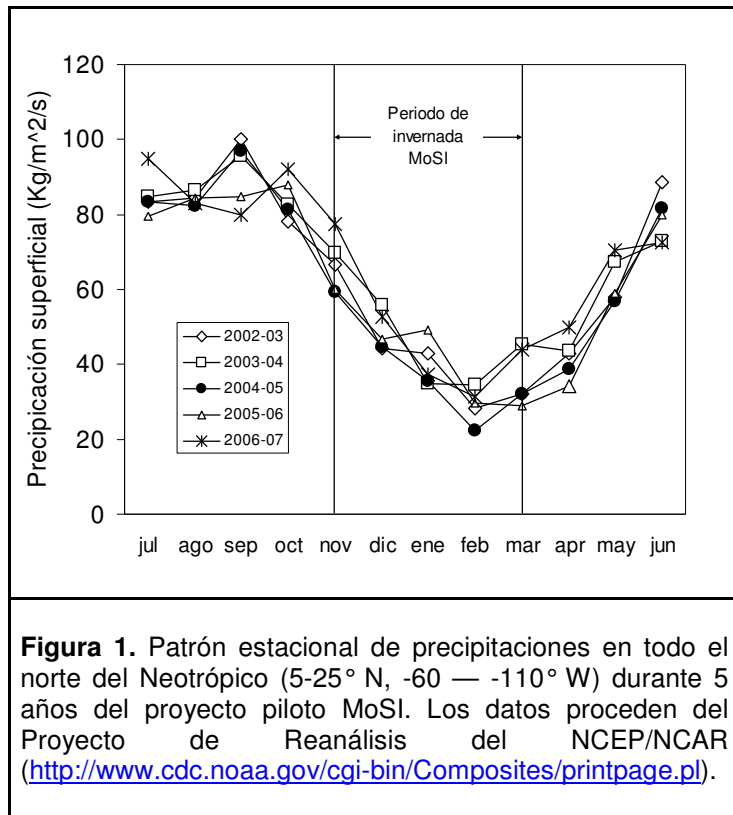 120
100
80
60
40
20
0
Precipicación superficial (Kg/m^2/s)
Periodo de
invernada
MoSI
2002-03
2003-04
2004-05
2005-06
2006-07
jul ago sep oct nov dic ene feb mar apr may jun
Figura 1. Patrón estacional de precipitaciones en todo el
norte del Neotrópico (5-25° N, -60 — -110° W) durante 5
años del proyecto piloto MoSI. Los datos proceden del
Proyecto de Reanálisis del NCEP/NCAR
(http://www.cdc.noaa.gov/cgi-bin/Composites/printpage.pl).